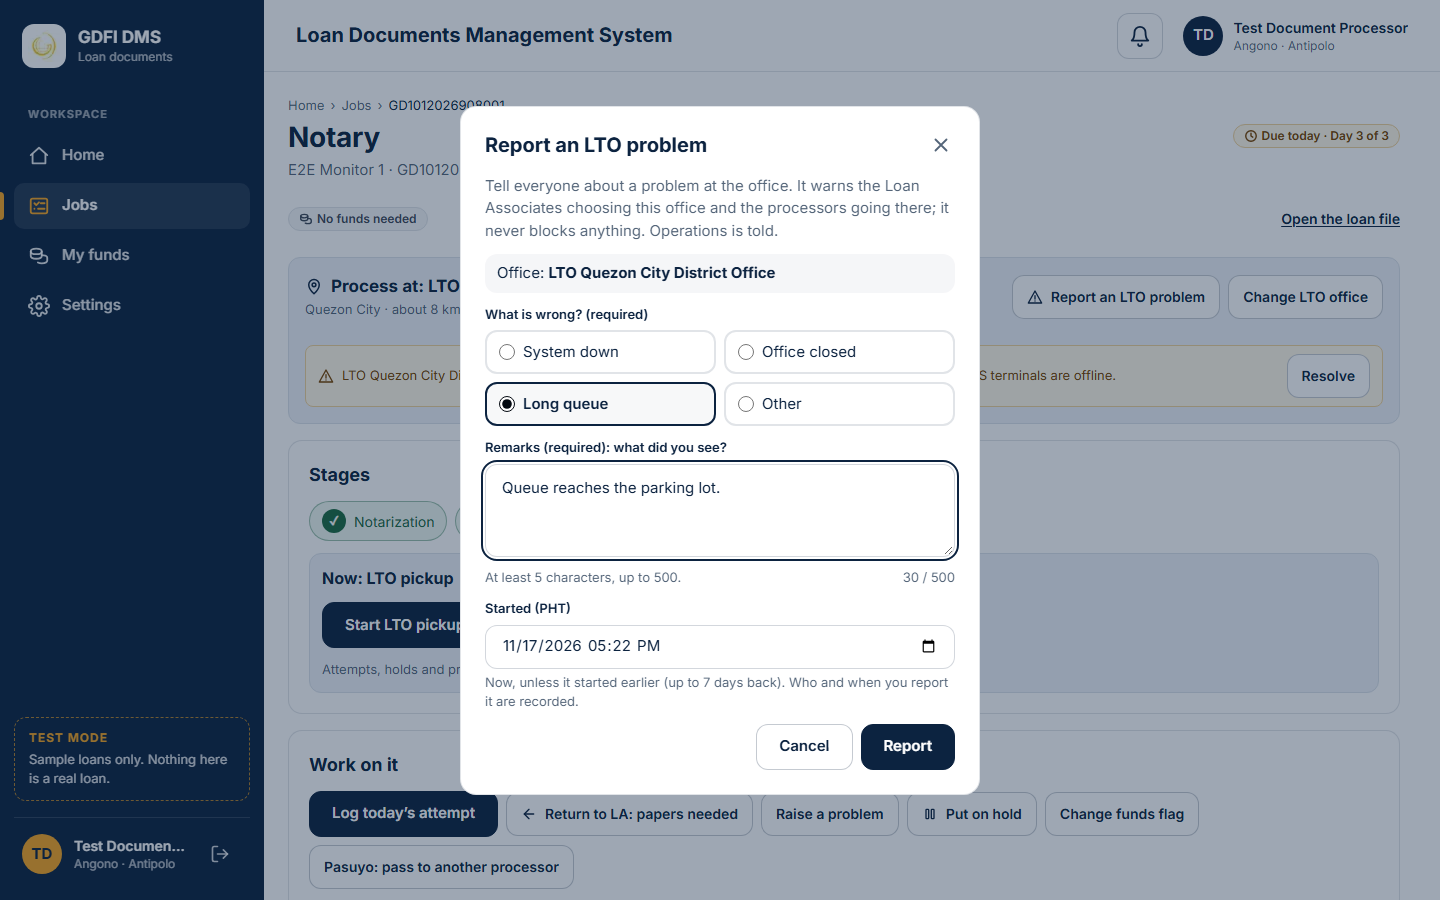 GDFI DMS
Loan documents
WORKSPACE
Home
Jobs
My funds
Settings
TEST MODE
Sample loans only. Nothing here
is a real loan.
TD
Test Documen...
Angono · Antipolo
Loan Documents Management System
TD
Test Document Processor
Angono · Antipolo
Home › Jobs › GD1012026908001
Notary
Due today · Day 3 of 3
E2E Monitor 1 · GD10120
No funds needed
Open the loan file
Process at: LTO
Quezon City · about 8 km
Report an LTO problem
Change LTO office
LTO Quezon City Di
S terminals are offline.
Resolve
Stages
Notarization
Now: LTO pickup
Start LTO pickup
Attempts, holds and pr
Work on it
Log today's attempt
Return to LA: papers needed
Raise a problem
Put on hold
Change funds flag
Pasuyo: pass to another processor
Report an LTO problem
Tell everyone about a problem at the office. It warns the Loan
Associates choosing this office and the processors going there; it
never blocks anything. Operations is told.
Office: LTO Quezon City District Office
What is wrong? (required)
System down
Office closed
Long queue
Other
Remarks (required): what did you see?
Queue reaches the parking lot.
At least 5 characters, up to 500.
30 / 500
Started (PHT)
11/17/2026 05:22 PM
Now, unless it started earlier (up to 7 days back). Who and when you report
it are recorded.
Cancel
Report